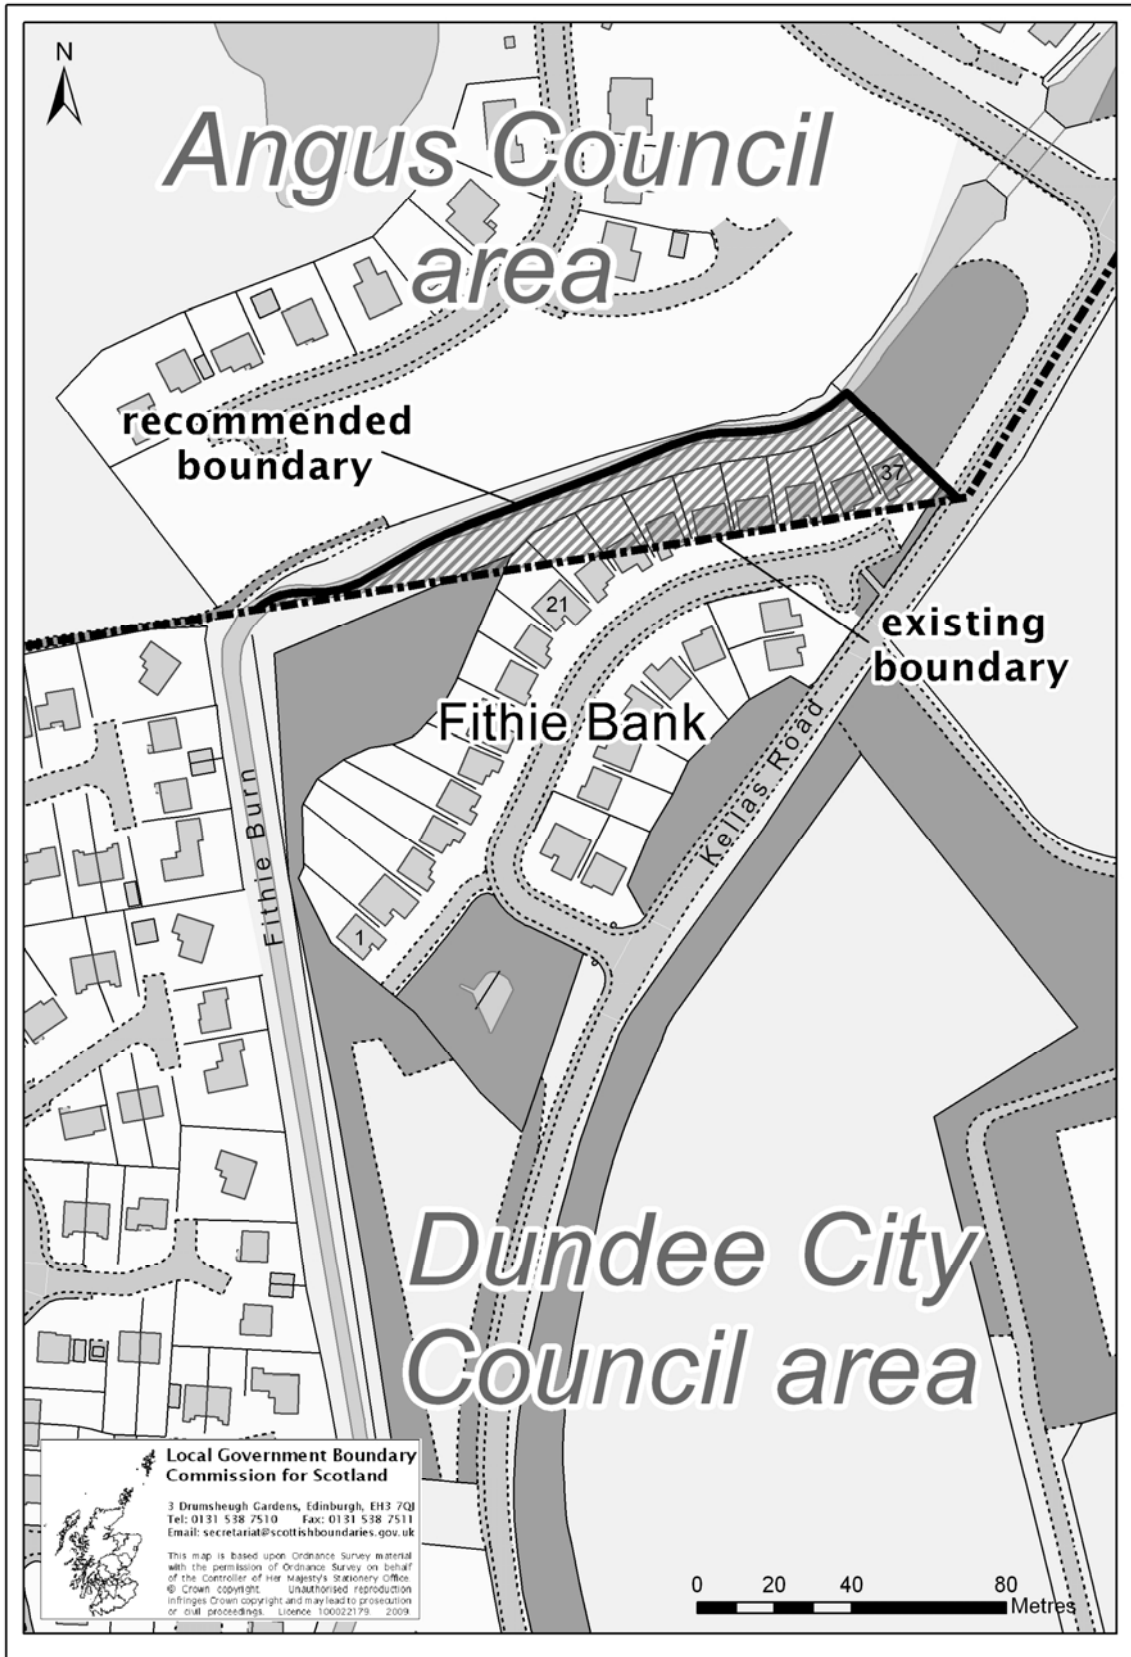 N
Angus Council
area
recommended
boundary
37
21
existing
boundary
Fithie Bank
Kellas Road
Fithie Burn
1
Dundee City
Council area
Local Government Boundary
Commission for Scotland
3 Drumsheugh Gardens, Edinburgh, EH3 7QJ
Tel: 0131 538 7510 Fax: 0131 538 7511
Email: secretariat@scottishboundaries.gov.uk
This map is based upon Ordnance Survey material
with the permission of Ordnance Survey on behalf
of the Controller of Her Majesty's Stationery Office.
© Crown copyright. Unauthorised reproduction
infringes Crown copyright and may lead to prosecution
or civil proceedings. Licence 100022179. 2009.
0 20 40 80
Metres